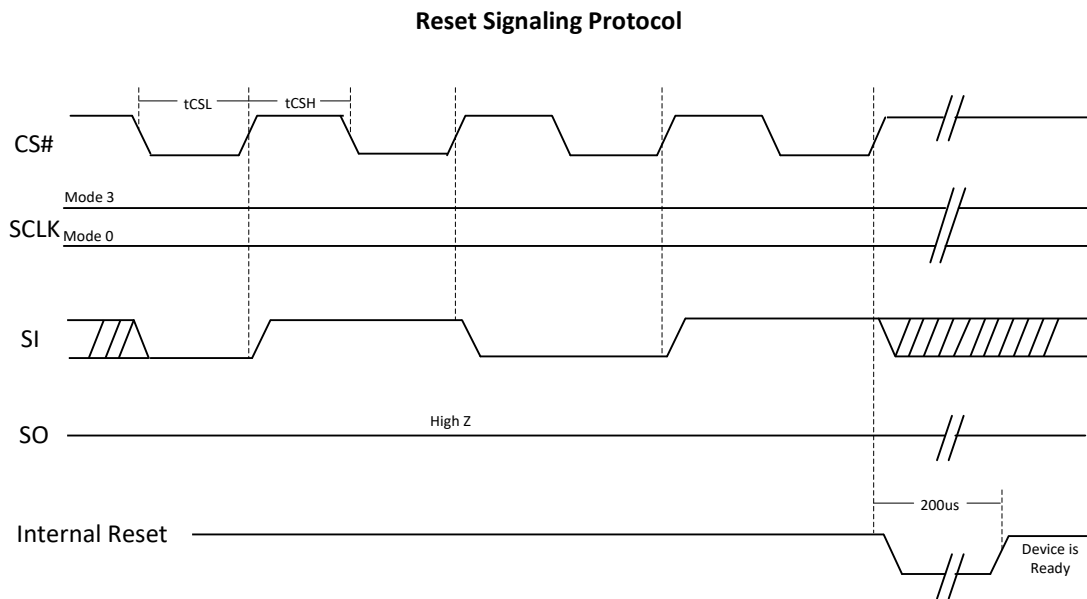 Reset Signaling Protocol
tCSL
tCSH
CS#
Mode 3
SCLK
Mode 0
SI
High Z
SO
200us
Internal Reset
Device is
Ready